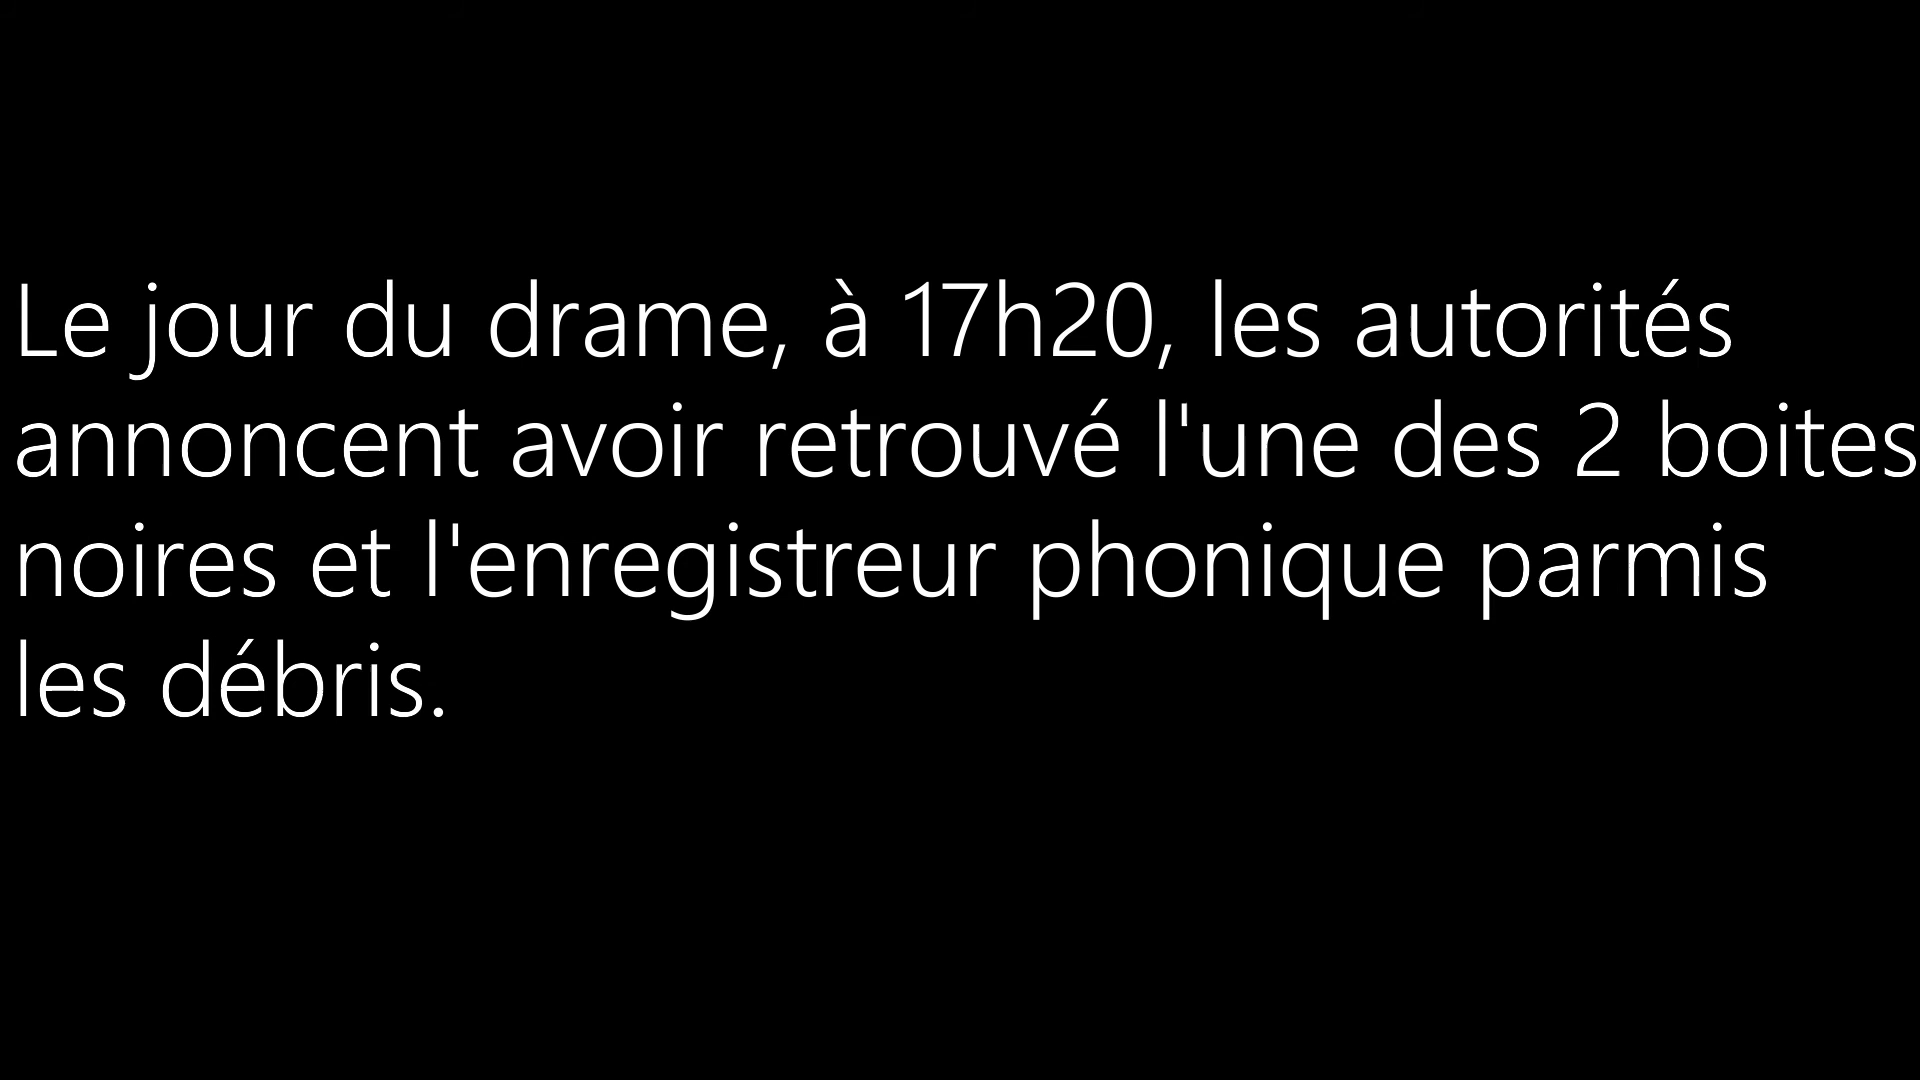 Le jour du drame, à 17h20, les autorités
annoncent avoir retrouvé l'une des 2 boites
noires et l'enregistreur phonique parmis
les débris.